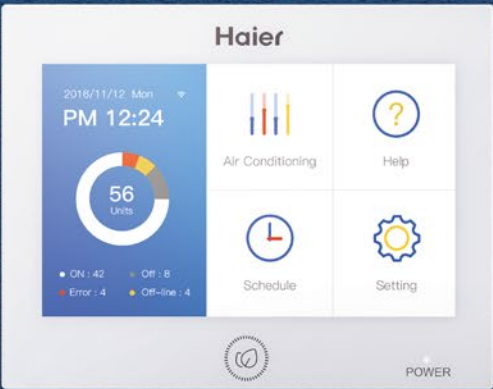 Haier
2018/11/12 Mon
PM 12:24
56
Units
ON : 42
Off : 8
Error : 4
Off-line : 4
Air Conditioning
?
Help
Schedule
Setting
POWER